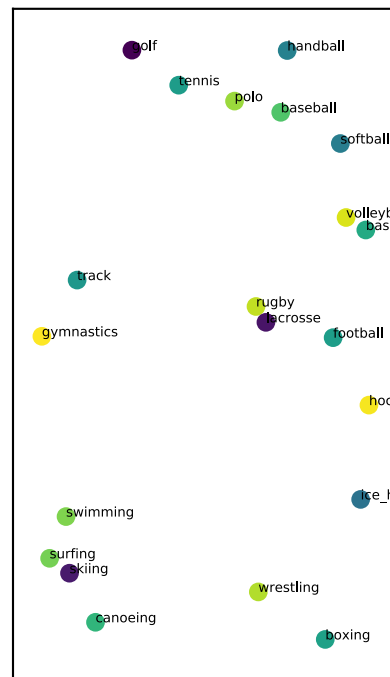 golf
handball
tennis
polo
baseball
softball
volleyb
bas
track
rugby
lacrosse
gymnastics
football
hoc
ice_h
swimming
surfing
skiing
wrestling
canoeing
boxing